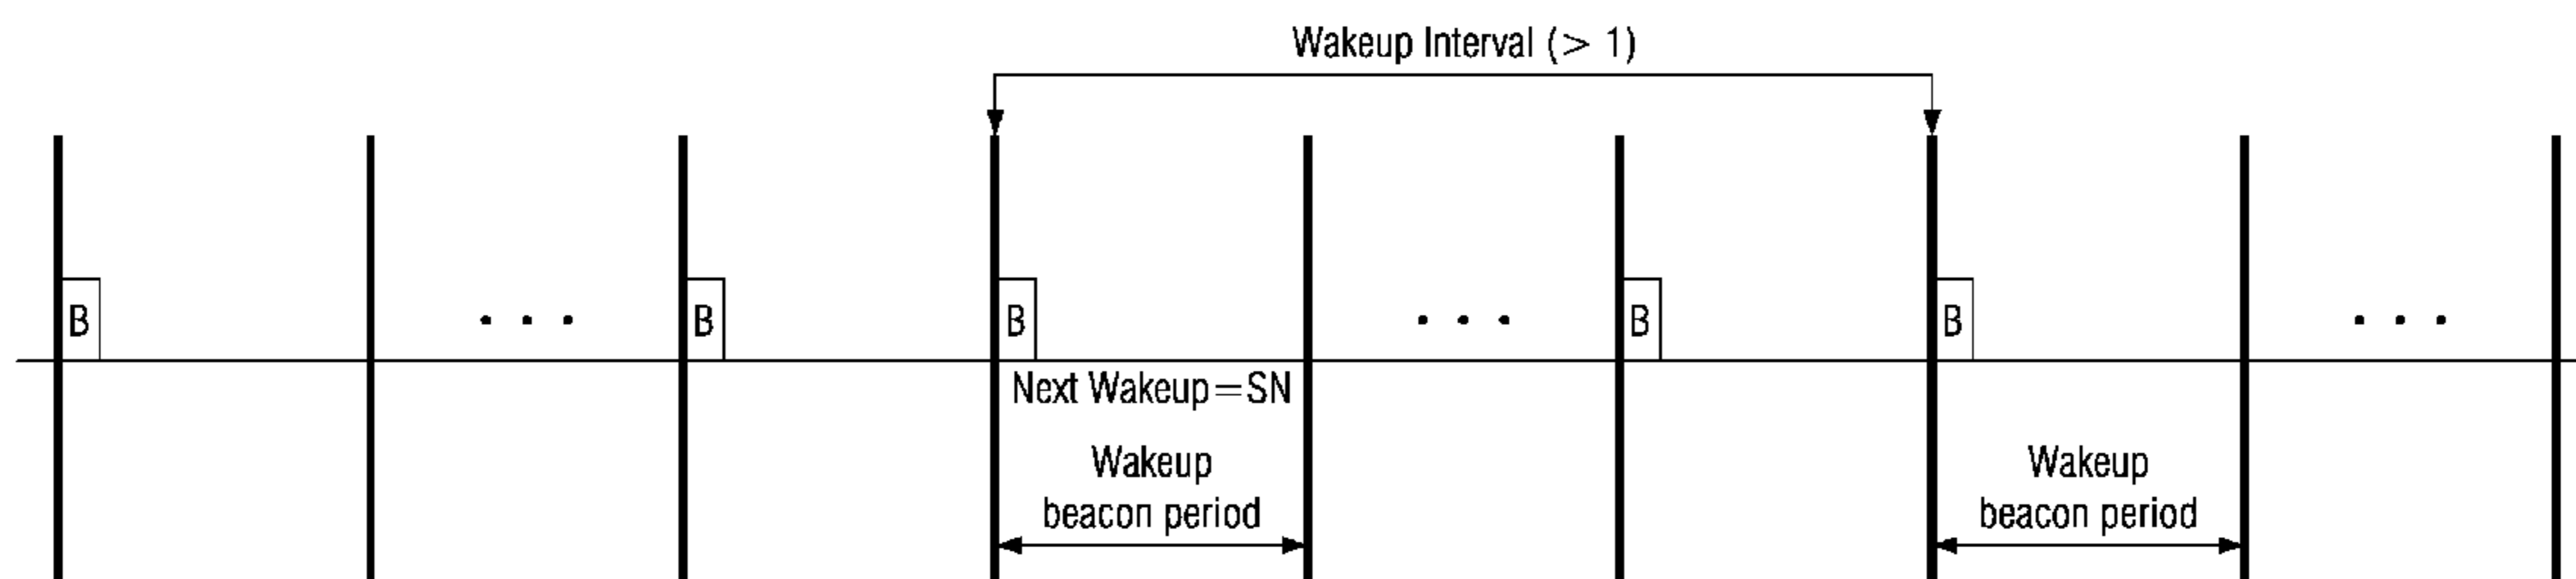 Wakeup Interval (> 1)
B
. . .
B
B
. . .
B
B
. . .
Next Wakeup=SN
Wakeup
beacon period
Wakeup
beacon period